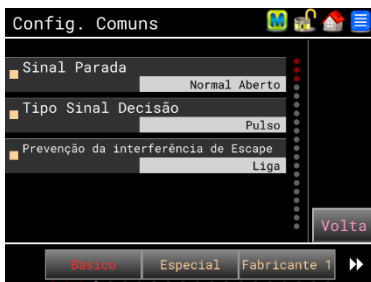 Config. Comuns
M
Sinal Parada
Normal Aberto
Tipo Sinal Decisão
Pulso
Prevenção da interferência de Escape
Liga
Volta
Básico
Especial
Fabricante 1